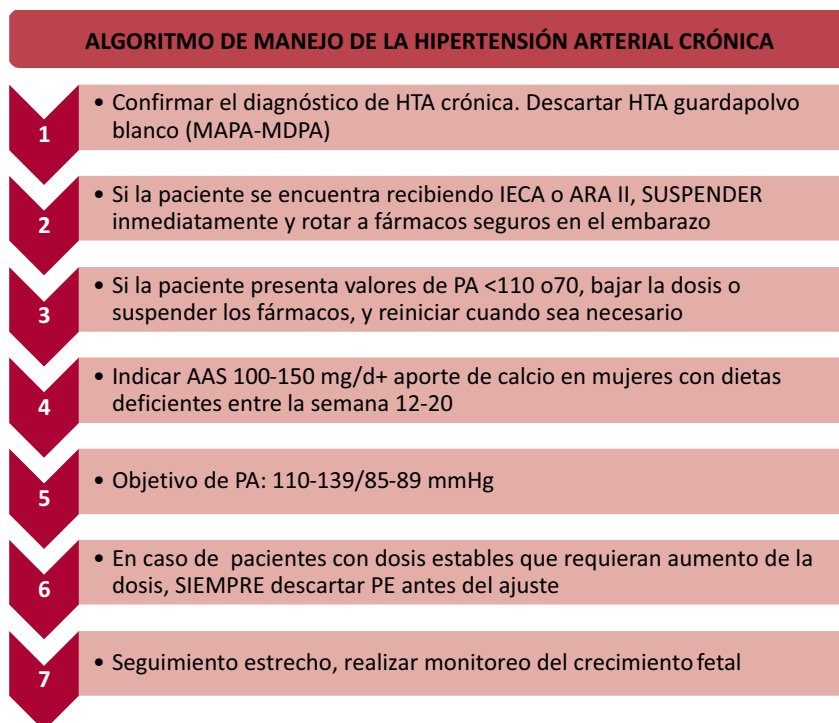 ALGORITMO DE MANEJO DE LA HIPERTENSIÓN ARTERIAL CRÓNICA
1
• Confirmar el diagnóstico de HTA crónica. Descartar HTA guardapolvo
blanco (MAPA-MDPA)
2
• Si la paciente se encuentra recibiendo IECA o ARA II, SUSPENDER
inmediatamente y rotar a fármacos seguros en el embarazo
3
• Si la paciente presenta valores de PA <110 o70, bajar la dosis o
suspender los fármacos, y reiniciar cuando sea necesario
4
• Indicar AAS 100-150 mg/d+ aporte de calcio en mujeres con dietas
deficientes entre la semana 12-20
5
• Objetivo de PA: 110-139/85-89 mmHg
6
• En caso de pacientes con dosis estables que requieran aumento de la
dosis, SIEMPRE descartar PE antes del ajuste
7
• Seguimiento estrecho, realizar monitoreo del crecimiento fetal